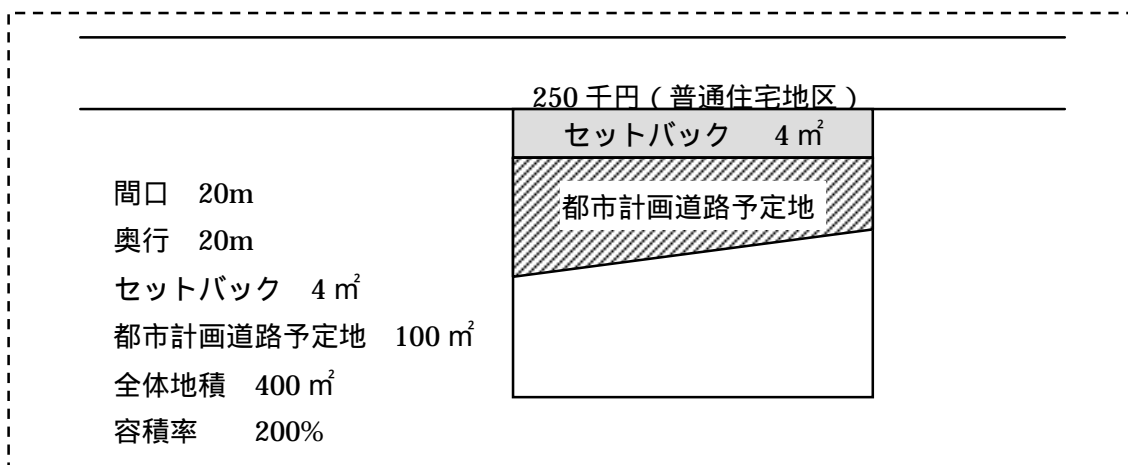 250 千円（普通住宅地区）
セットバック　4 ㎡
都市計画道路予定地
間口　20m
奥行　20m
セットバック　4 ㎡
都市計画道路予定地　100 ㎡
全体地積　400 ㎡
容積率　200%